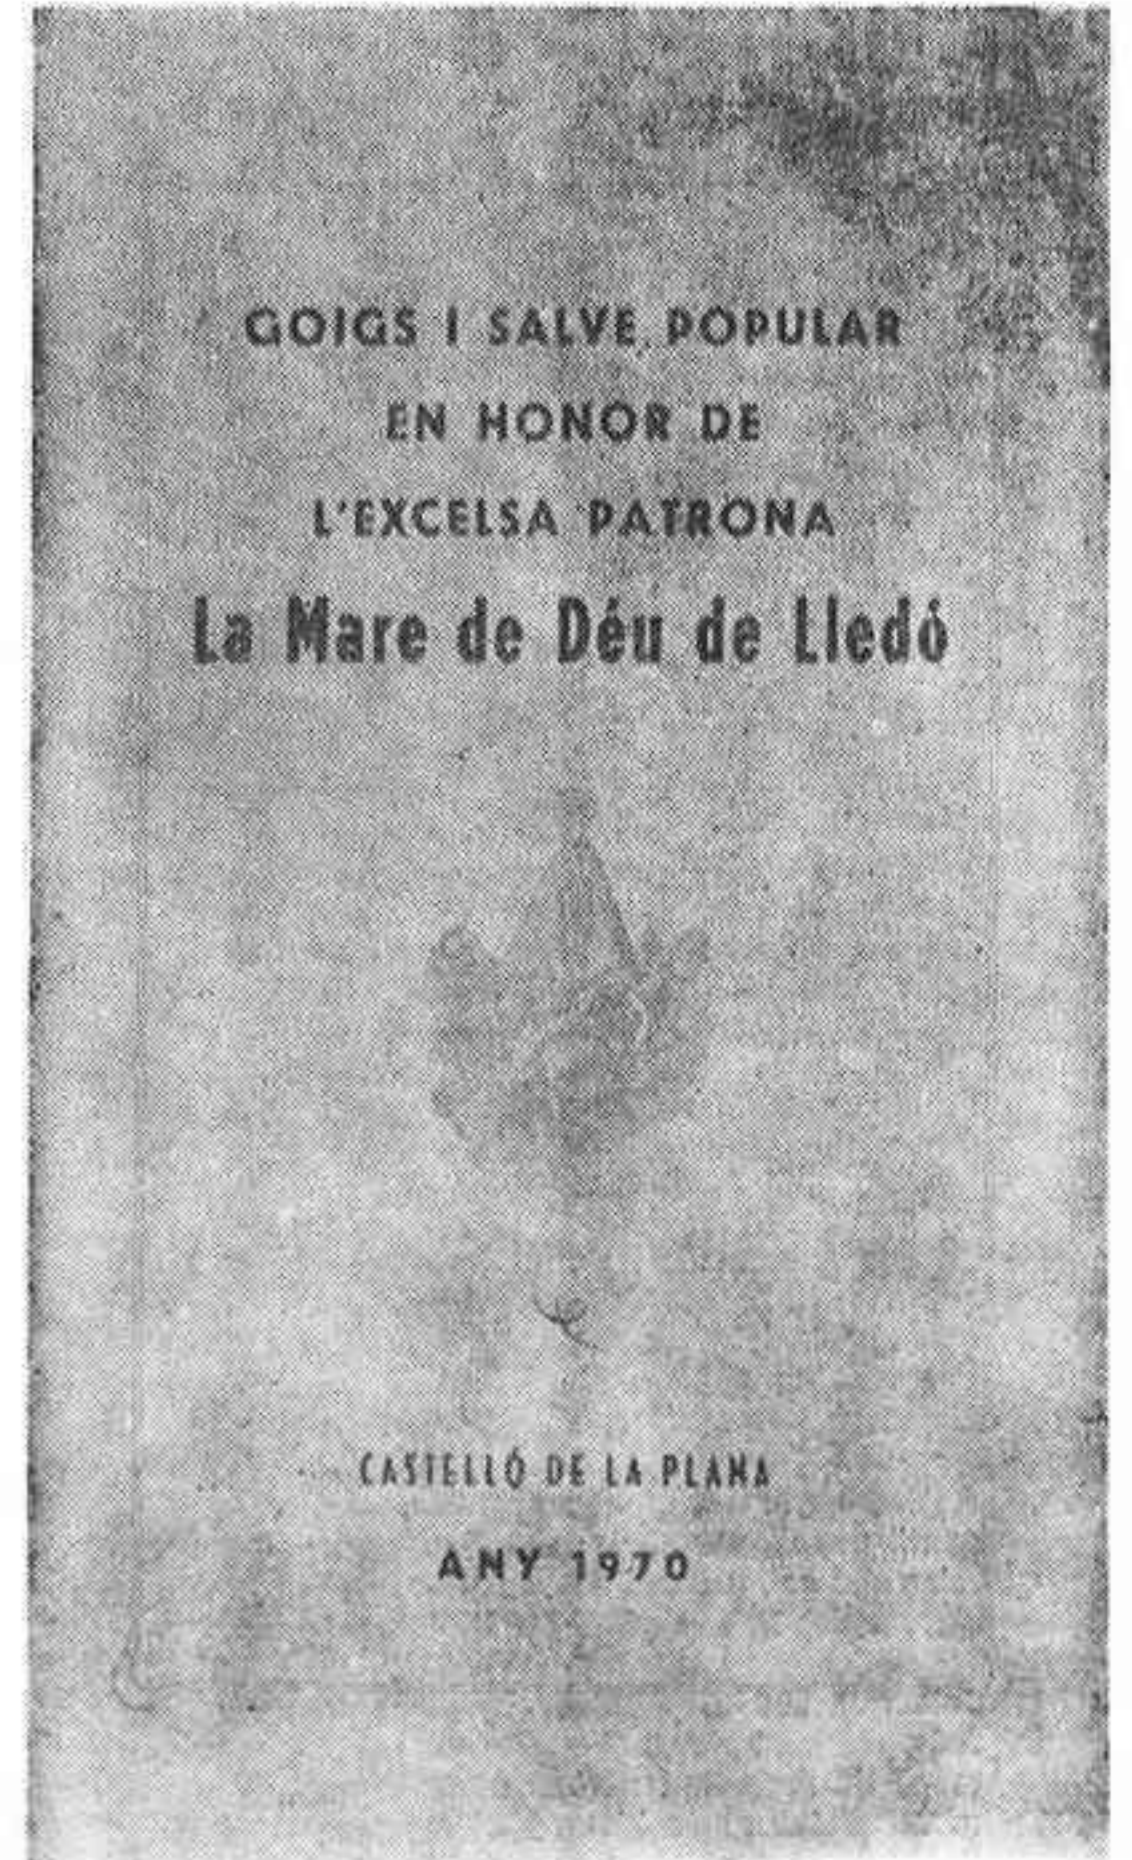 GOIGS I SALVE POPULAR
EN HONOR DE
L'EXCELSA PATRONA
La Mare de Déu de Lledó
CASTELLÓ DE LA PLANA
ANY 1970